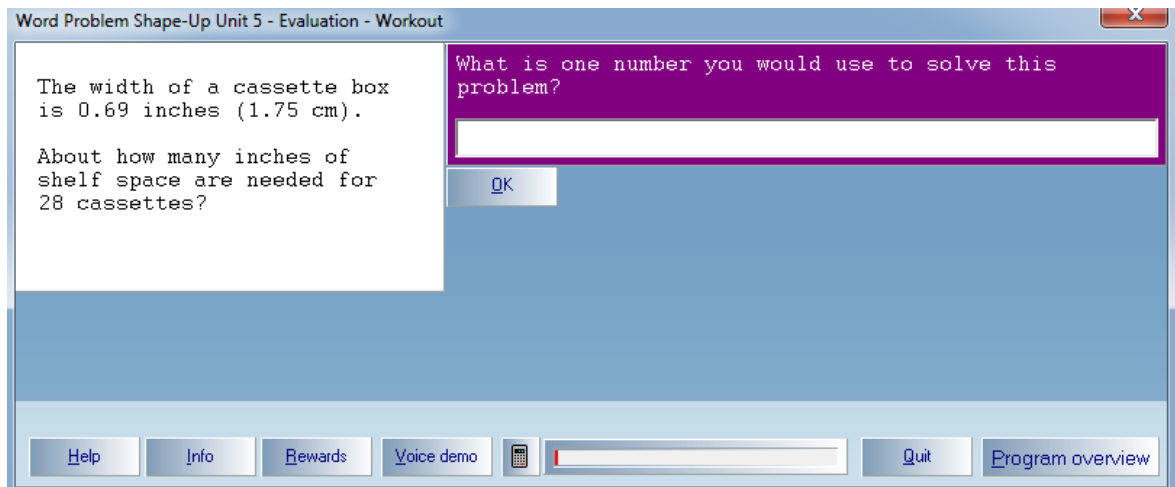 Word Problem Shape-Up Unit 5 - Evaluation - Workout
The width of a cassette box
is 0.69 inches (1.75 cm).
About how many inches of
shelf space are needed for
28 cassettes?
What is one number you would use to solve this
problem?
OK
Help
Info
Rewards
Voice demo
Quit
Program overview